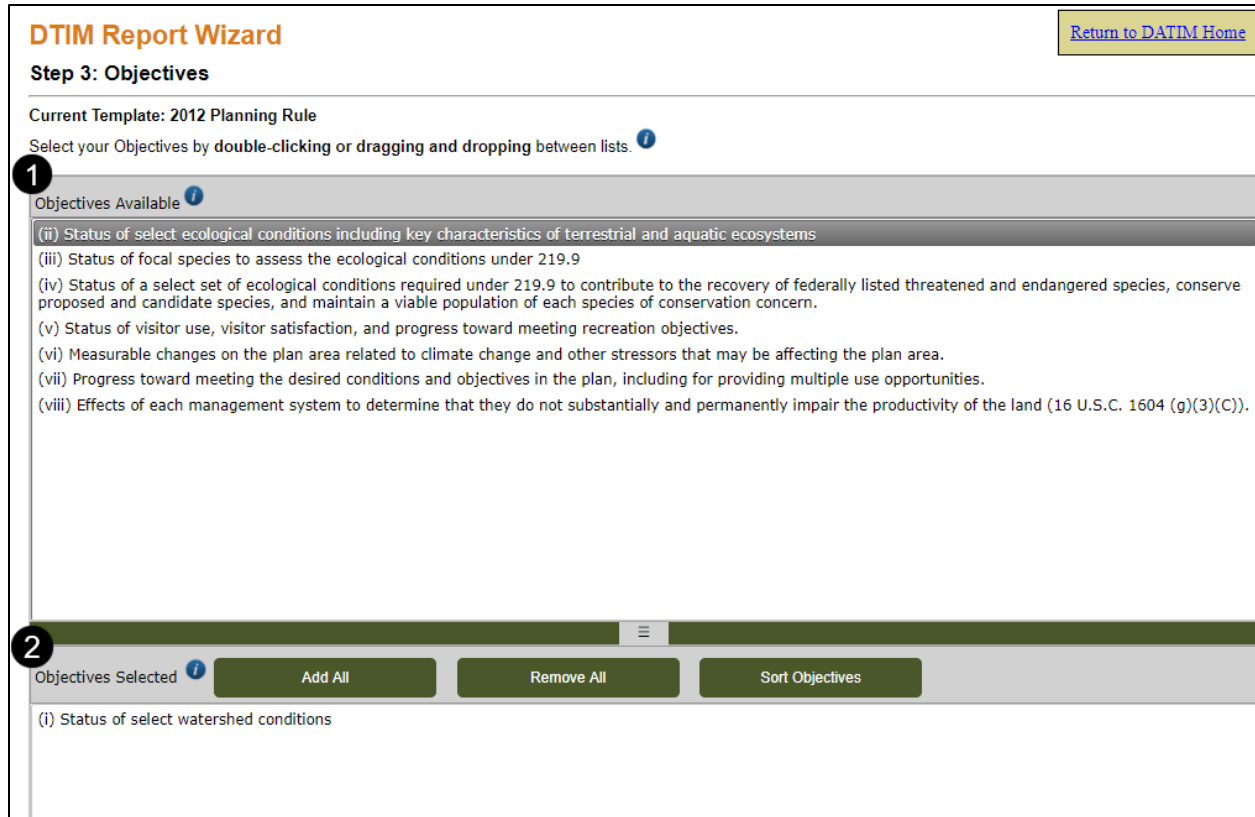 DTIM Report Wizard
Return to DATIM Home
Step 3: Objectives
Current Template: 2012 Planning Rule
Select your Objectives by double-clicking or dragging and dropping between lists. i
1
Objectives Available i
(ii) Status of select ecological conditions including key characteristics of terrestrial and aquatic ecosystems
(iii) Status of focal species to assess the ecological conditions under 219.9
(iv) Status of a select set of ecological conditions required under 219.9 to contribute to the recovery of federally listed threatened and endangered species, conserve
proposed and candidate species, and maintain a viable population of each species of conservation concern.
(v) Status of visitor use, visitor satisfaction, and progress toward meeting recreation objectives.
(vi) Measurable changes on the plan area related to climate change and other stressors that may be affecting the plan area.
(vii) Progress toward meeting the desired conditions and objectives in the plan, including for providing multiple use opportunities.
(viii) Effects of each management system to determine that they do not substantially and permanently impair the productivity of the land (16 U.S.C. 1604 (g)(3)(C)).
2
Objectives Selected i Add All Remove All Sort Objectives
(i) Status of select watershed conditions